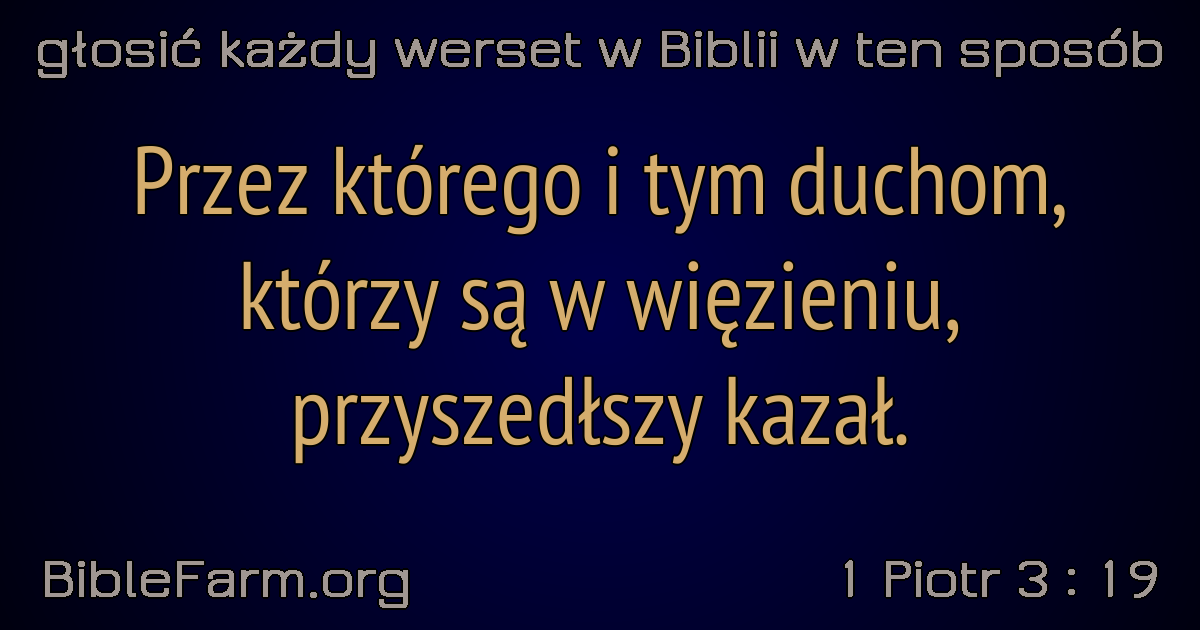 głosić każdy werset w Biblii w ten sposób
Przez którego i tym duchom,
którzy są w więzieniu,
przyszedłszy kazał.
BibleFarm.org
1 Piotr 3 : 19